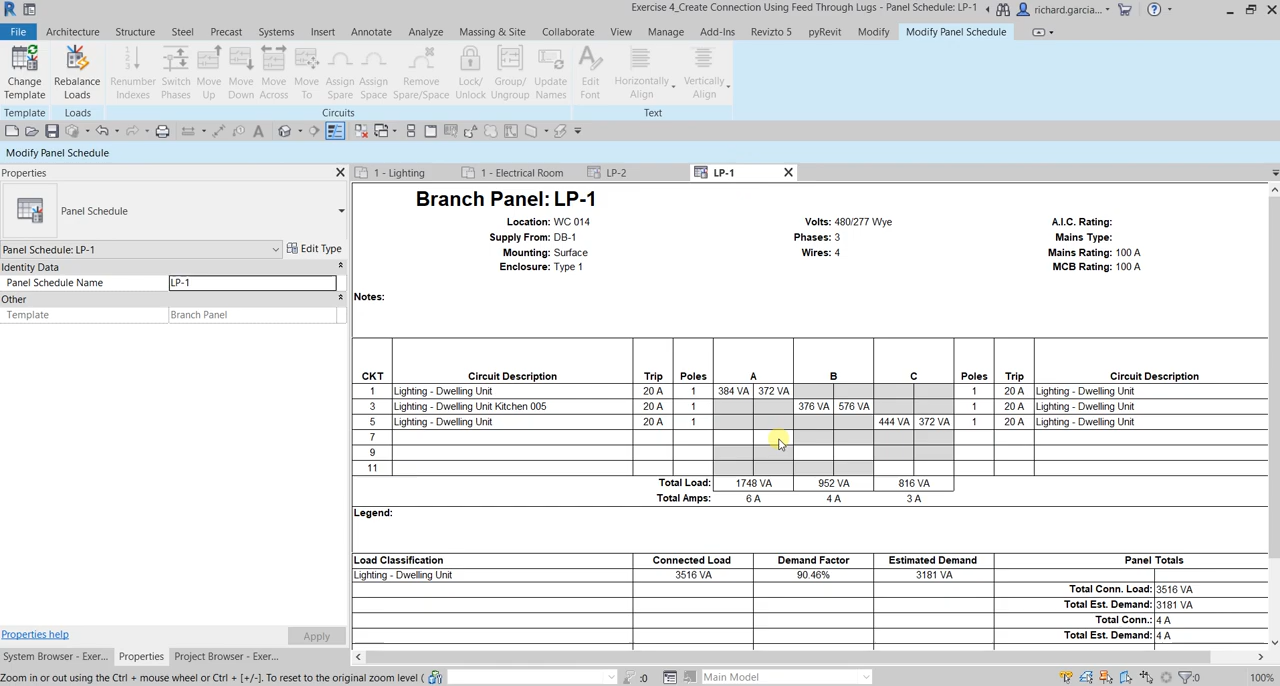 Exercise 4_Create Connection Using Feed Through Lugs - Panel Schedule: LP-1
richard.garcia...
File Architecture Structure Steel Precast Systems Insert Annotate Analyze Massing & Site Collaborate View Manage Add-Ins Revizto 5 pyRevit Modify Modify Panel Schedule
Change Template Rebalance Loads Renumber Indexes Switch Phases Move Up Move Down Move Across Move To Assign Spare Assign Space Remove Spare/Space Lock/ Unlock Group/ Ungroup Update Names Edit Font Horizontally Align Vertically Align
Template Loads Circuits Text
Modify Panel Schedule
Properties 1 - Lighting 1 - Electrical Room LP-2 LP-1
Panel Schedule
Panel Schedule: LP-1 Edit Type
Identity Data
Panel Schedule Name LP-1
Other
Template Branch Panel
Properties help Apply
System Browser - Exer... Properties Project Browser - Exer...
Branch Panel: LP-1
Location: WC 014 Volts: 480/277 Wye A.I.C. Rating:
Supply From: DB-1 Phases: 3 Mains Type:
Mounting: Surface Wires: 4 Mains Rating: 100 A
Enclosure: Type 1 MCB Rating: 100 A
Notes:
CKT Circuit Description Trip Poles A B C Poles Trip Circuit Description
1 Lighting - Dwelling Unit 20 A 1 384 VA 372 VA 1 20 A Lighting - Dwelling Unit
3 Lighting - Dwelling Unit Kitchen 005 20 A 1 376 VA 576 VA 1 20 A Lighting - Dwelling Unit
5 Lighting - Dwelling Unit 20 A 1 444 VA 372 VA 1 20 A Lighting - Dwelling Unit
7
9
11
Total Load: 1748 VA 952 VA 816 VA
Total Amps: 6 A 4 A 3 A
Legend:
Load Classification Connected Load Demand Factor Estimated Demand Panel Totals
Lighting - Dwelling Unit 3516 VA 90.46% 3181 VA
Total Conn. Load: 3516 VA
Total Est. Demand: 3181 VA
Total Conn.: 4 A
Total Est. Demand: 4 A
Zoom in or out using the Ctrl + mouse wheel or Ctrl + [+/-]. To reset to the original zoom level ( :0 Main Model :0 100%